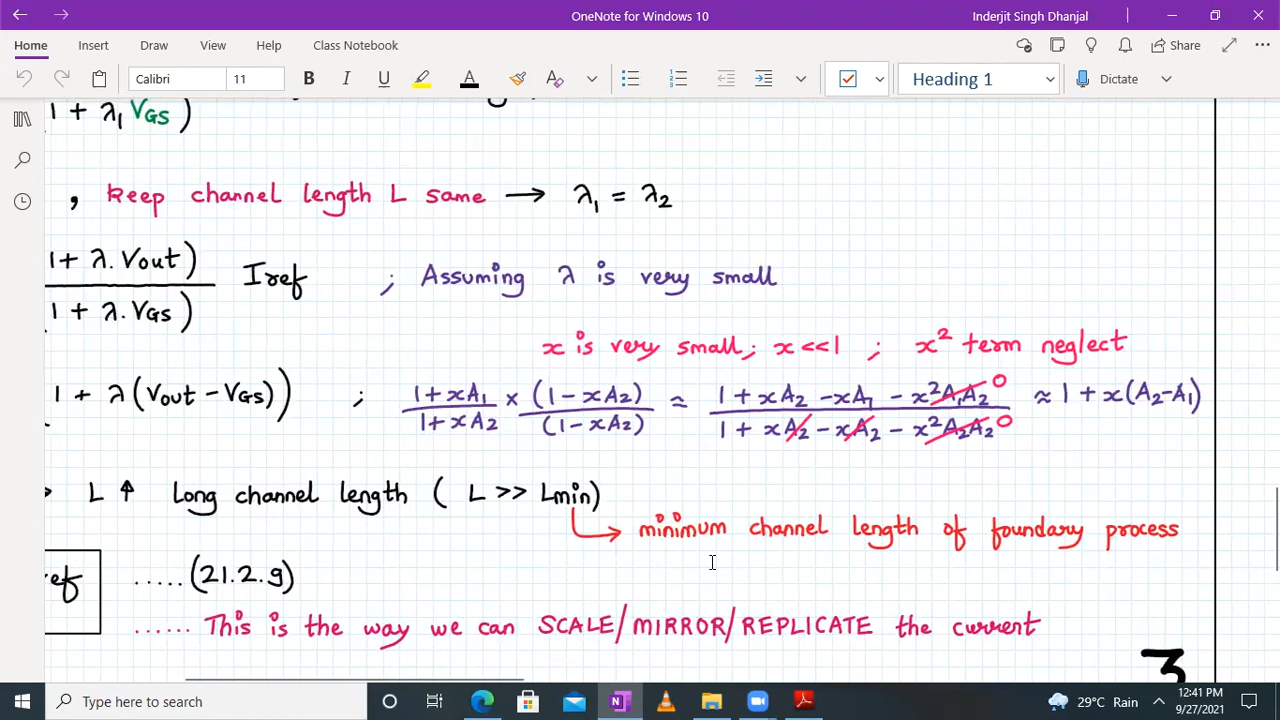 OneNote for Windows 10
Inderjit Singh Dhanjal
Home Insert Draw View Help Class Notebook
Share
Calibri 11 B I U A Heading 1 Dictate
1 + λ₁ VGS )
, keep channel length L same → λ₁ = λ₂
1 + λ. Vout )
Iref ; Assuming λ is very small
1 + λ. VGS )
x is very small; x <<1 ; x² term neglect
1 + λ (Vout - VGS) ) ; 1+xA₁ × (1-xA₂) ≈ 1 + xA₂ - xA₁ - x²A₁A₂ 0 ≈ 1 + x(A₂-A₁)
1+xA₂ (1-xA₂) 1 + xA₂ - xA₂ - x²A₂A₂ 0
L ↑ Long channel length ( L >> Lmin)
→ minimum channel length of foundary process
ef ..... (21.2.9)
...... This is the way we can SCALE/MIRROR/REPLICATE the current
3
Type here to search
29°C Rain
12:41 PM
9/27/2021